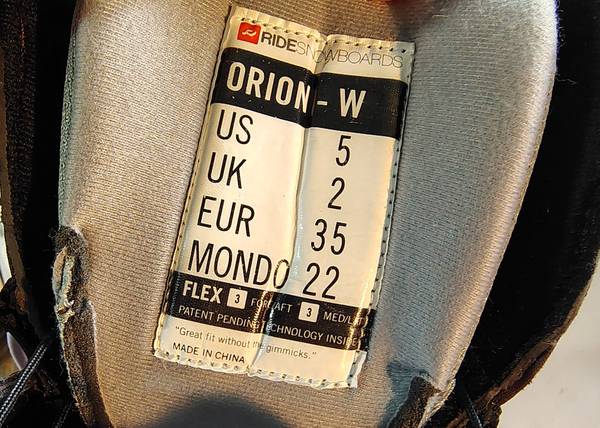 RIDESNOWBOARDS
ORION - W
US 5
UK 2
EUR 35
MONDO 22
FLEX 3 FORE/AFT 3 MED/LAT
PATENT PENDING TECHNOLOGY INSIDE
"Great fit without the gimmicks."
MADE IN CHINA